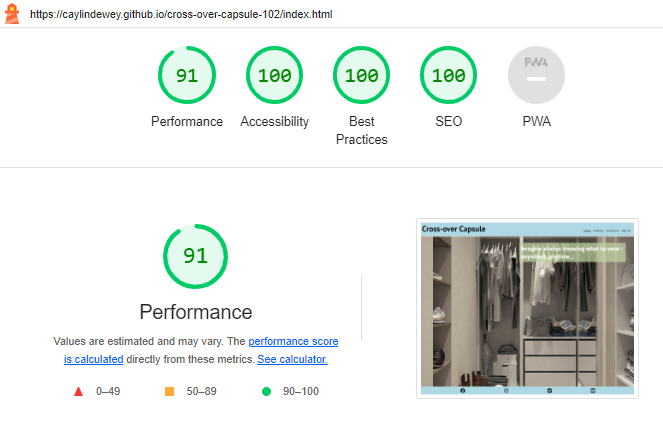 https://caylindewey.github.io/cross-over-capsule-102/index.html
91
100
100
100
PWA
Performance
Accessibility
Best
Practices
SEO
PWA
91
Performance
Values are estimated and may vary. The performance score
is calculated directly from these metrics. See calculator.
0–49
50–89
90–100
Cross-over Capsule
Imagine always knowing what to wear -
anywhere, anytime...